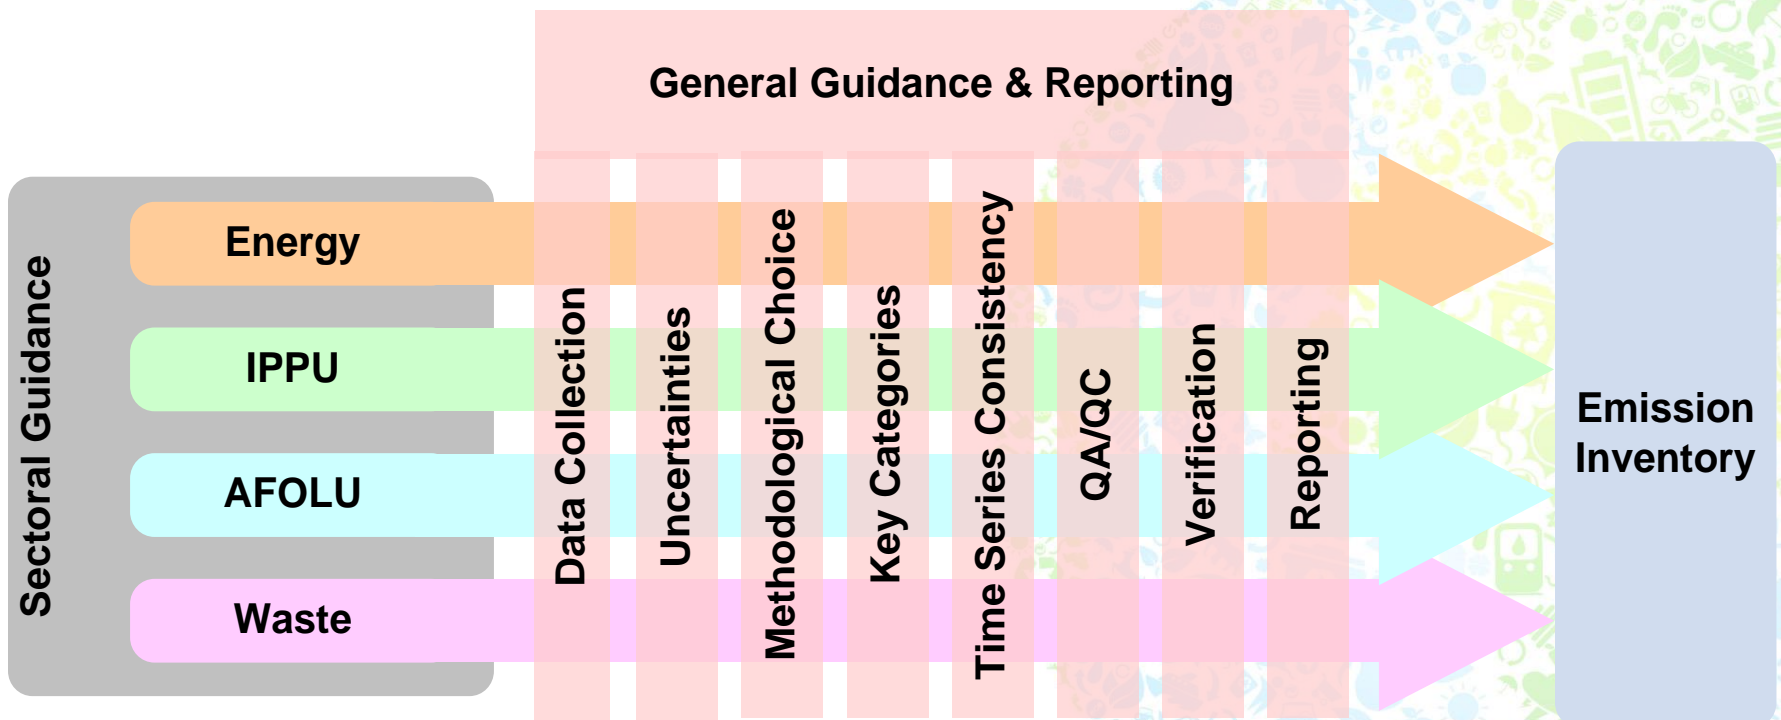 General Guidance & Reporting
Sectoral Guidance
Energy
IPPU
AFOLU
Waste
Data Collection
Uncertainties
Methodological Choice
Key Categories
Time Series Consistency
QA/QC
Verification
Reporting
Emission
Inventory